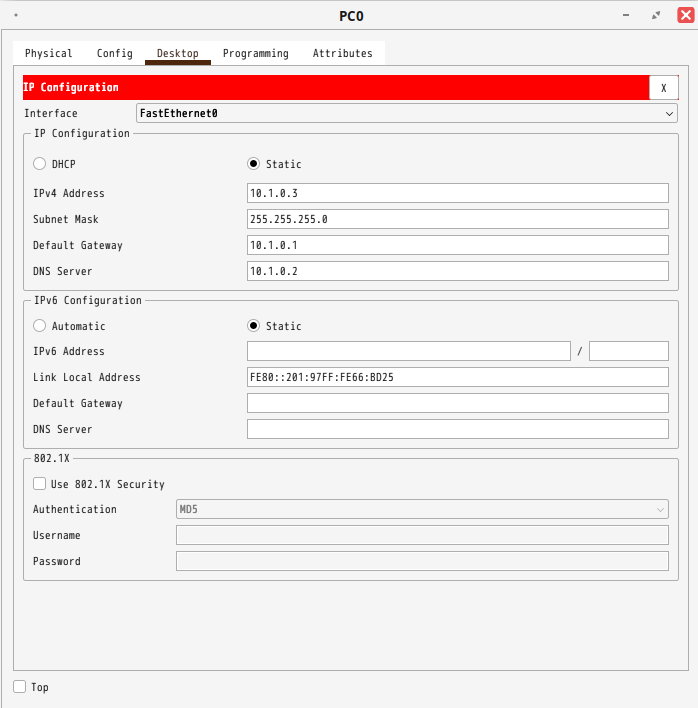 PC0
Physical Config Desktop Programming Attributes
IP Configuration X
Interface FastEthernet0
IP Configuration
DHCP Static
IPv4 Address 10.1.0.3
Subnet Mask 255.255.255.0
Default Gateway 10.1.0.1
DNS Server 10.1.0.2
IPv6 Configuration
Automatic Static
IPv6 Address /
Link Local Address FE80::201:97FF:FE66:BD25
Default Gateway
DNS Server
802.1X
Use 802.1X Security
Authentication MD5
Username
Password
Top